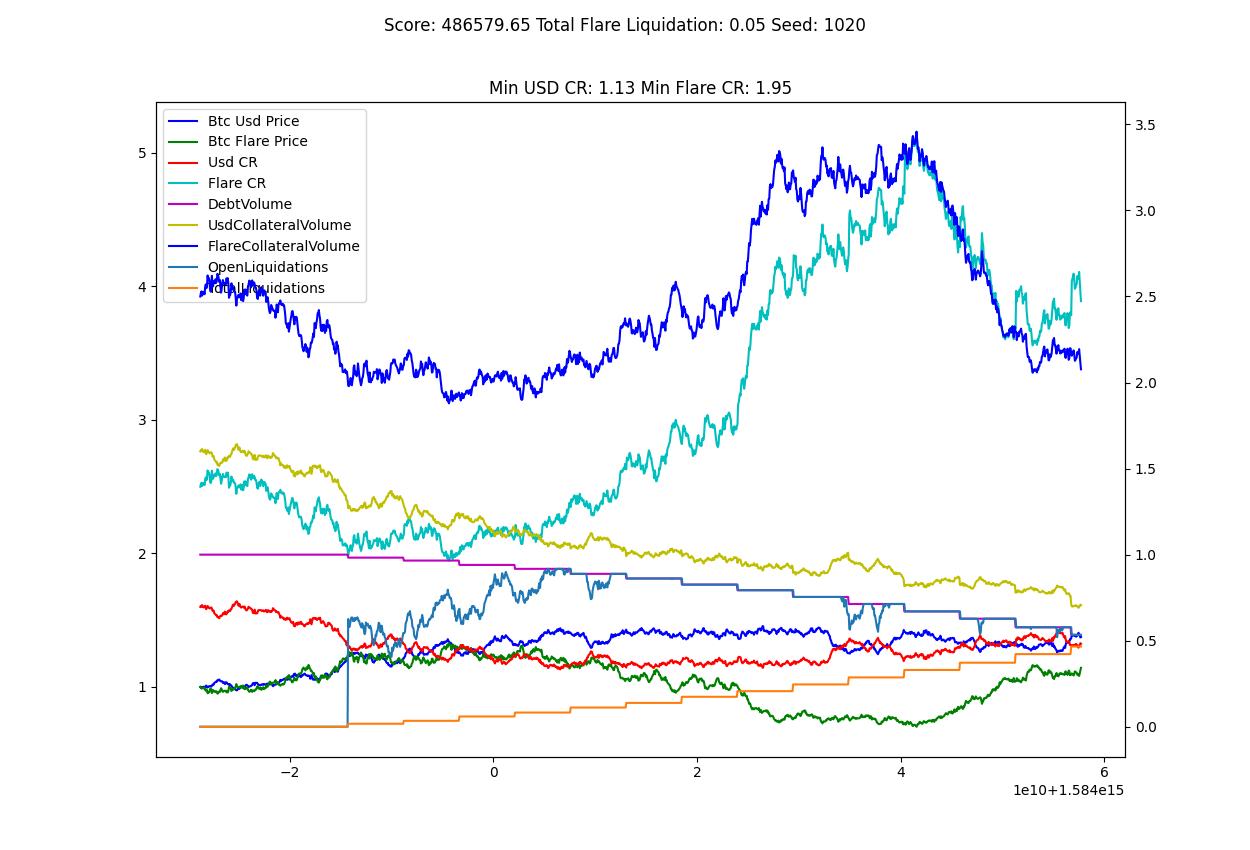 Score: 486579.65 Total Flare Liquidation: 0.05 Seed: 1020
Min USD CR: 1.13 Min Flare CR: 1.95
Btc Usd Price
Btc Flare Price
Usd CR
Flare CR
DebtVolume
UsdCollateralVolume
FlareCollateralVolume
OpenLiquidations
TotalLiquidations
5
4
3
2
1
3.5
3.0
2.5
2.0
1.5
1.0
0.5
0.0
−2
0
2
4
6
1e10+1.584e15